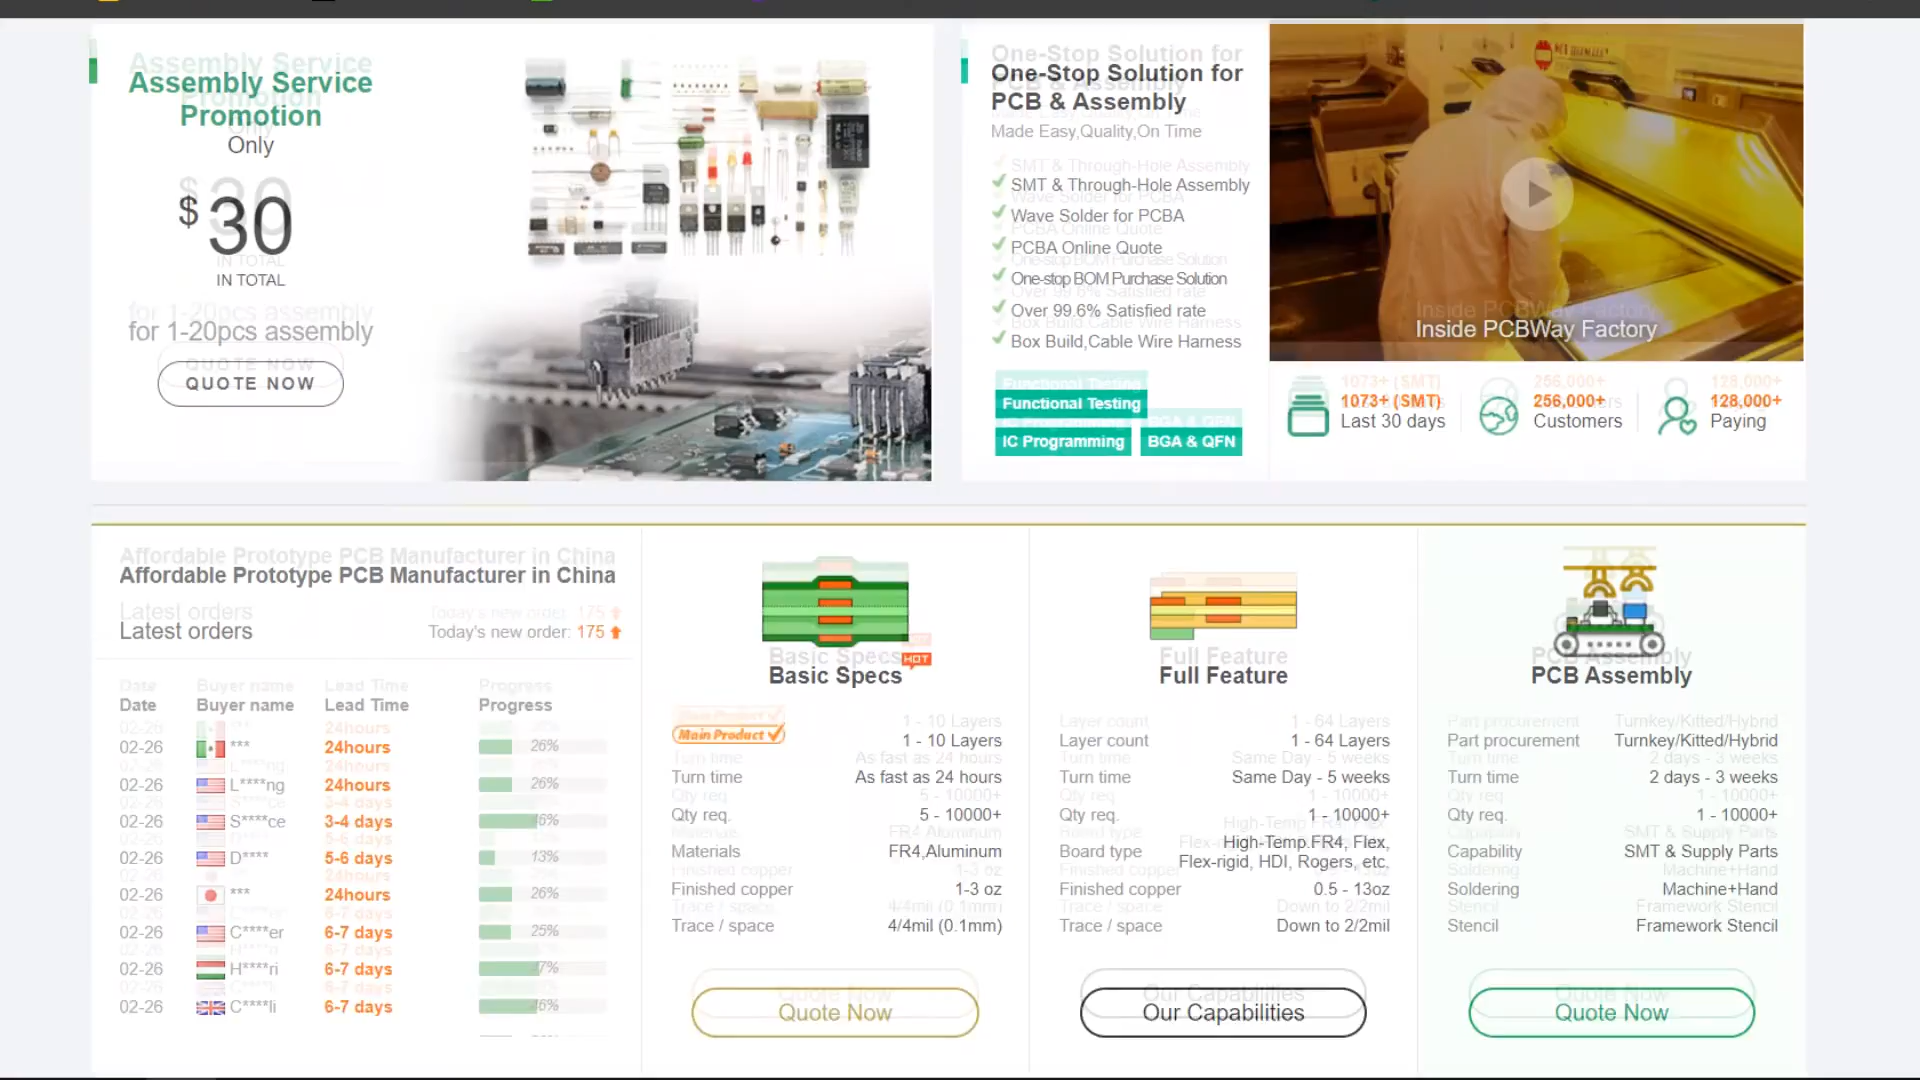 Assembly Service
Promotion
Only
$30
IN TOTAL
for 1-20pcs assembly
QUOTE NOW
One-Stop Solution for
PCB & Assembly
Made Easy,Quality,On Time
SMT & Through-Hole Assembly
Wave Solder for PCBA
PCBA Online Quote
One-stop BOM Purchase Solution
Over 99.6% Satisfied rate
Box Build,Cable Wire Harness
Functional Testing
IC Programming BGA & QFN
Inside PCBWay Factory
1073+ (SMT)
Last 30 days
256,000+
Customers
128,000+
Paying
Affordable Prototype PCB Manufacturer in China
Latest orders Today's new order: 175
Date Buyer name Lead Time Progress
02-26 *** 24hours 26%
02-26 L****ng 24hours 26%
02-26 S****ce 3-4 days 46%
02-26 D**** 5-6 days 13%
02-26 *** 24hours 26%
02-26 C****er 6-7 days 25%
02-26 H****ri 6-7 days 47%
02-26 C****li 6-7 days 46%
HOT
Basic Specs
Main Product 1 - 10 Layers
Turn time As fast as 24 hours
Qty req. 5 - 10000+
Materials FR4,Aluminum
Finished copper 1-3 oz
Trace / space 4/4mil (0.1mm)
Quote Now
Full Feature
Layer count 1 - 64 Layers
Turn time Same Day - 5 weeks
Qty req. 1 - 10000+
Board type High-Temp.FR4, Flex,
Flex-rigid, HDI, Rogers, etc.
Finished copper 0.5 - 13oz
Trace / space Down to 2/2mil
Our Capabilities
PCB Assembly
Part procurement Turnkey/Kitted/Hybrid
Turn time 2 days - 3 weeks
Qty req. 1 - 10000+
Capability SMT & Supply Parts
Soldering Machine+Hand
Stencil Framework Stencil
Quote Now